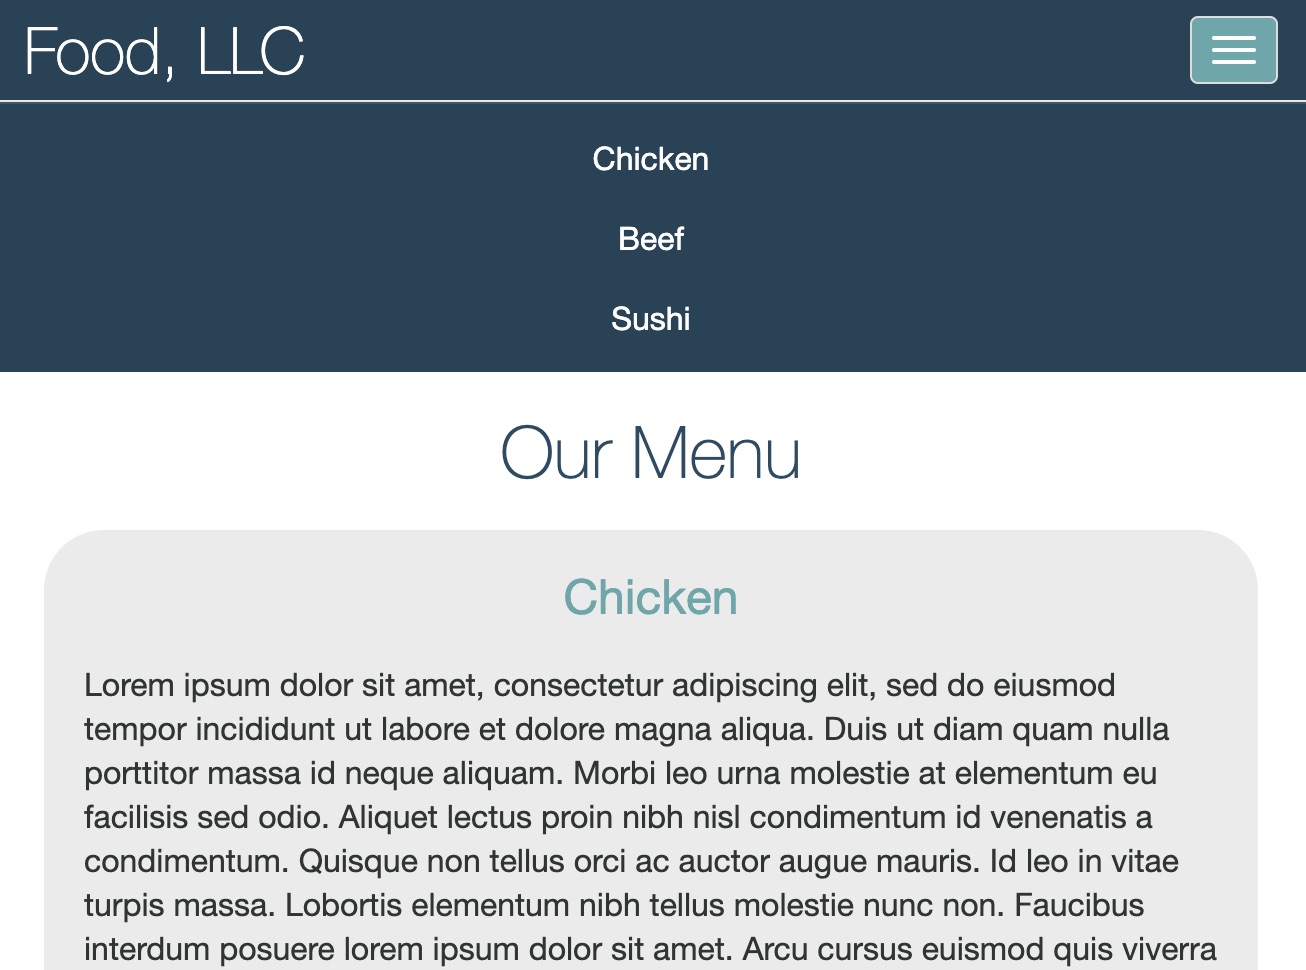 Food, LLC
Chicken
Beef
Sushi
Our Menu
Chicken
Lorem ipsum dolor sit amet, consectetur adipiscing elit, sed do eiusmod
tempor incididunt ut labore et dolore magna aliqua. Duis ut diam quam nulla
porttitor massa id neque aliquam. Morbi leo urna molestie at elementum eu
facilisis sed odio. Aliquet lectus proin nibh nisl condimentum id venenatis a
condimentum. Quisque non tellus orci ac auctor augue mauris. Id leo in vitae
turpis massa. Lobortis elementum nibh tellus molestie nunc non. Faucibus
interdum posuere lorem ipsum dolor sit amet. Arcu cursus euismod quis viverra